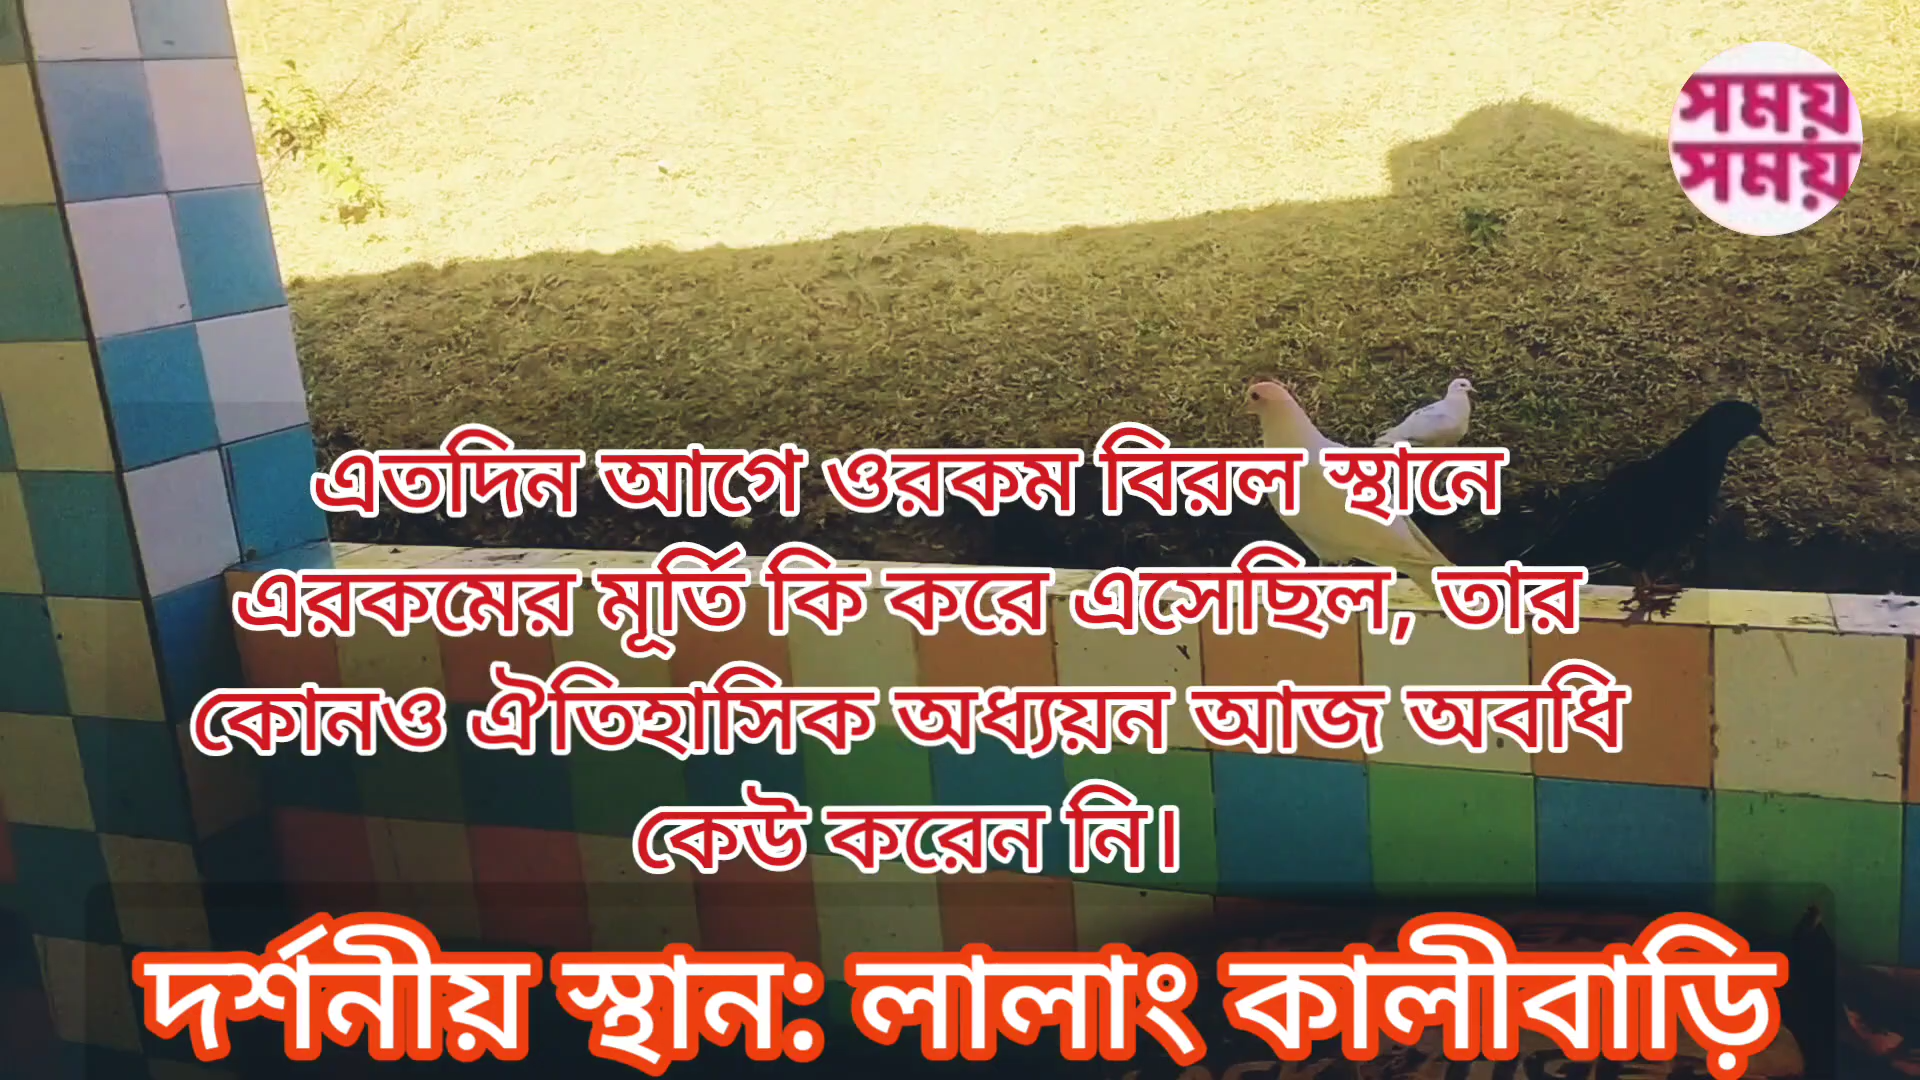 সময়
সময়
এতদিন আগে ওরকম বিরল স্থানে
এরকমের মূর্তি কি করে এসেছিল, তার
কোনও ঐতিহাসিক অধ্যয়ন আজ অবধি
কেউ করেন নি।
দর্শনীয় স্থান: লালাং কালীবাড়ি